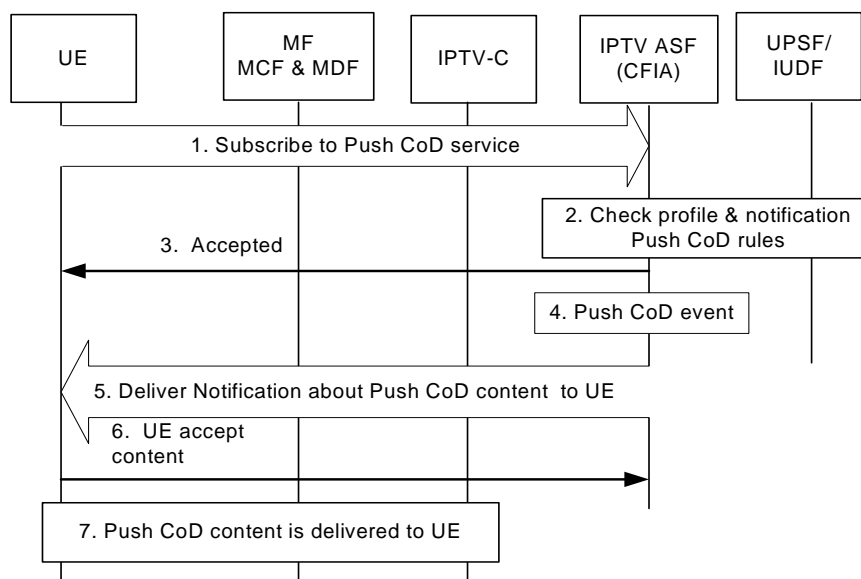 UE
MF
MCF & MDF
IPTV-C
IPTV ASF
(CFIA)
UPSF/
IUDF
1. Subscribe to Push CoD service
2. Check profile & notification
Push CoD rules
3. Accepted
4. Push CoD event
5. Deliver Notification about Push CoD content to UE
6. UE accept
content
7. Push CoD content is delivered to UE